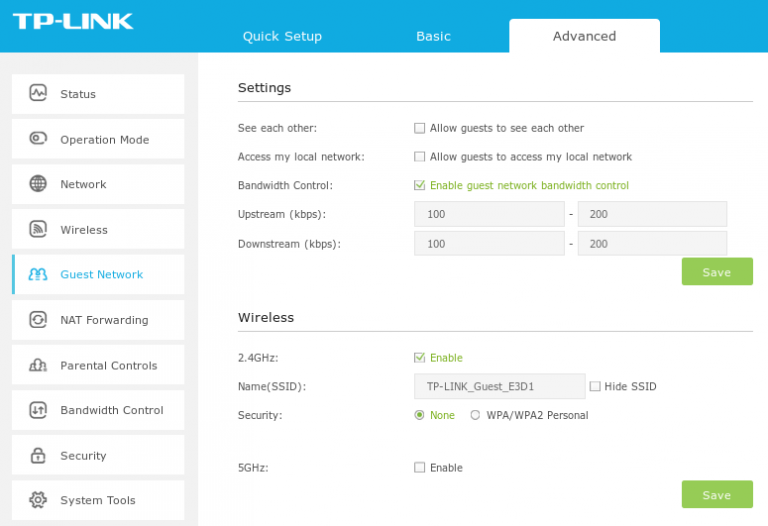 TP-LINK
Quick Setup Basic Advanced
Status
Operation Mode
Network
Wireless
Guest Network
NAT Forwarding
Parental Controls
Bandwidth Control
Security
System Tools
Settings
See each other: Allow guests to see each other
Access my local network: Allow guests to access my local network
Bandwidth Control: Enable guest network bandwidth control
Upstream (kbps): 100 - 200
Downstream (kbps): 100 - 200
Save
Wireless
2.4GHz: Enable
Name(SSID): TP-LINK_Guest_E3D1 Hide SSID
Security: None WPA/WPA2 Personal
5GHz: Enable
Save